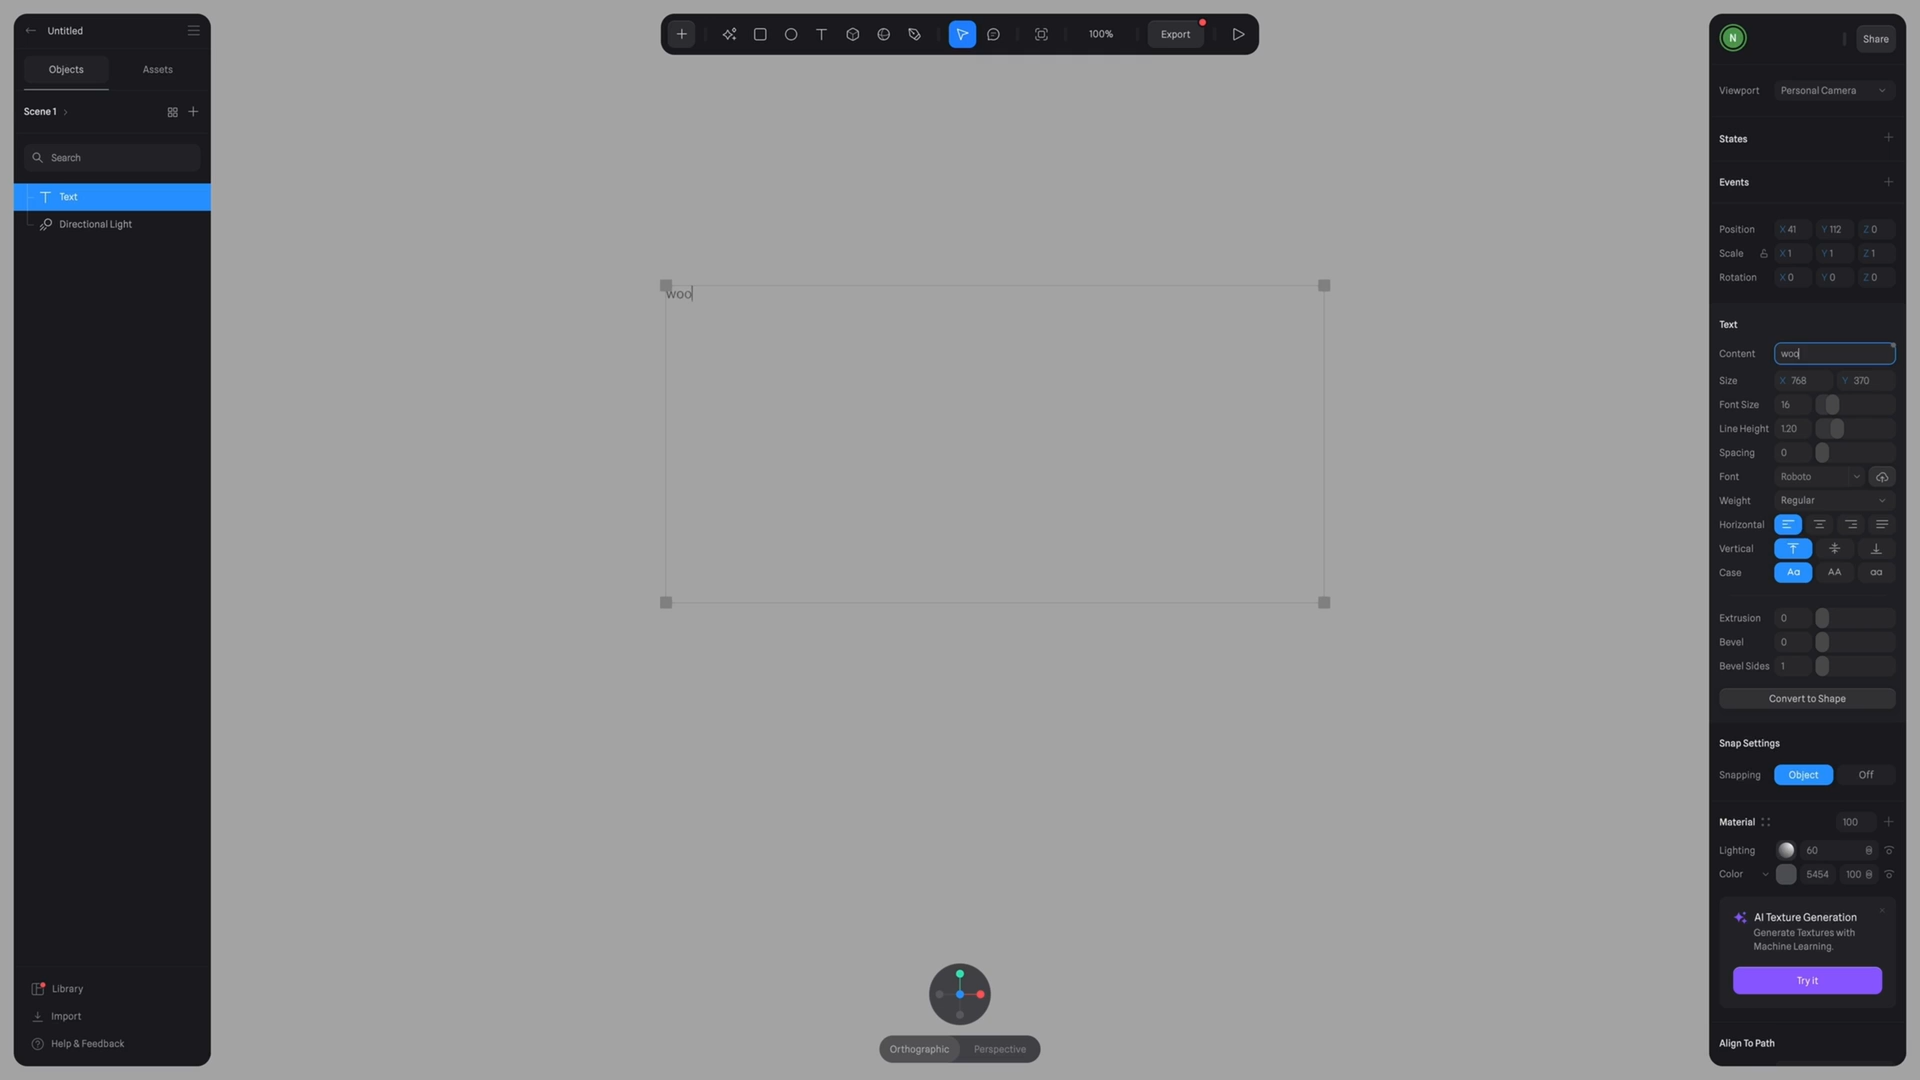 Untitled
Objects Assets
Scene 1
Search
Text
Directional Light
Library
Import
Help & Feedback
100% Export
woo
Orthographic Perspective
N Share
Viewport Personal Camera
States
Events
Position X 41 Y 112 Z 0
Scale X 1 Y 1 Z 1
Rotation X 0 Y 0 Z 0
Text
Content woo
Size X 768 Y 370
Font Size 16
Line Height 1.20
Spacing 0
Font Roboto
Weight Regular
Horizontal
Vertical
Case Aa AA aa
Extrusion 0
Bevel 0
Bevel Sides 1
Convert to Shape
Snap Settings
Snapping Object Off
Material 100
Lighting 60
Color 5454 100
AI Texture Generation
Generate Textures with
Machine Learning.
Try it
Align To Path